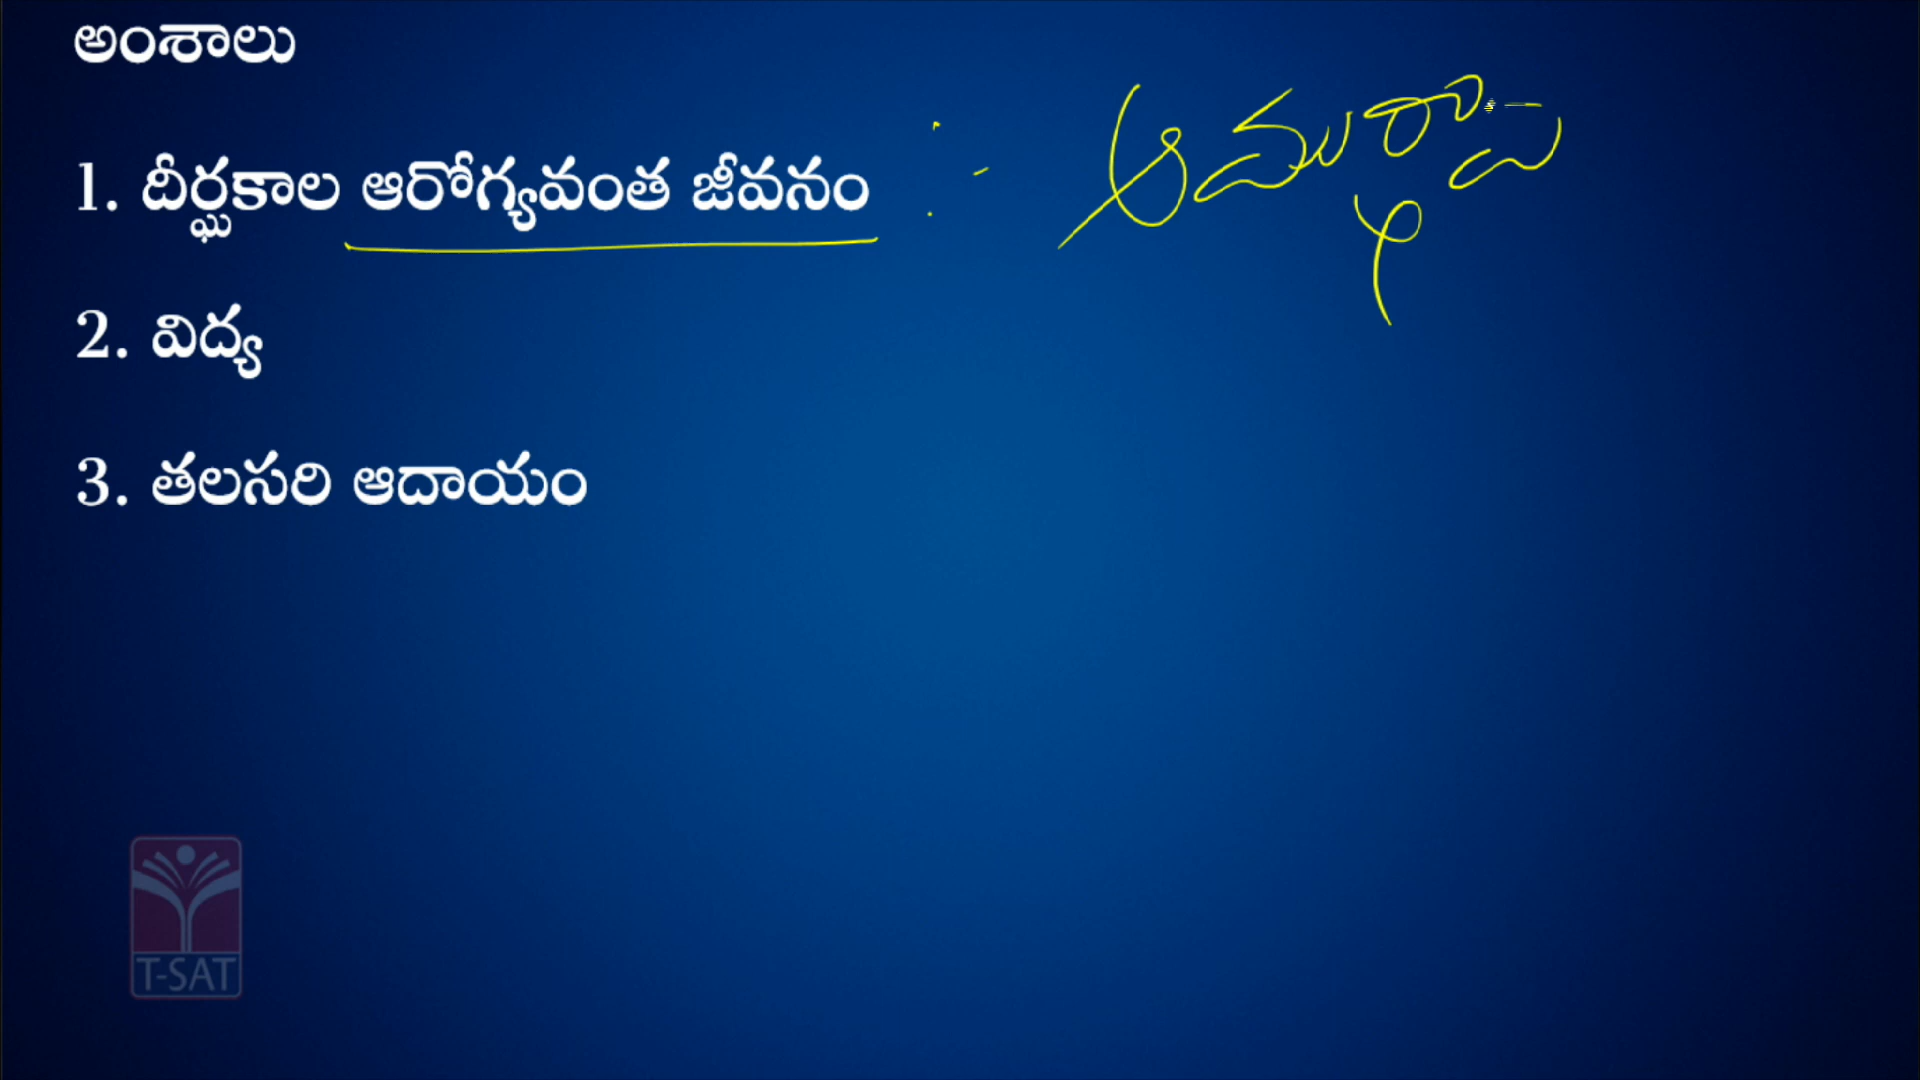 అంశాలు
1. దీర్ఘకాల ఆరోగ్యవంత జీవనం :-
2. విద్య
3. తలసరి ఆదాయం
T-SAT